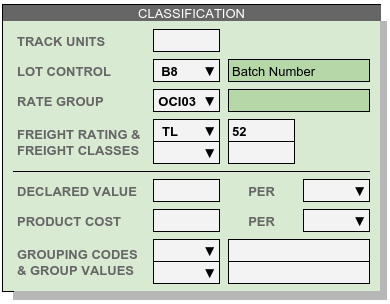 CLASSIFICATION
TRACK UNITS
LOT CONTROL B8 ▼ Batch Number
RATE GROUP OCI03 ▼
FREIGHT RATING & TL ▼ 52
FREIGHT CLASSES ▼
DECLARED VALUE PER ▼
PRODUCT COST PER ▼
GROUPING CODES ▼
& GROUP VALUES ▼